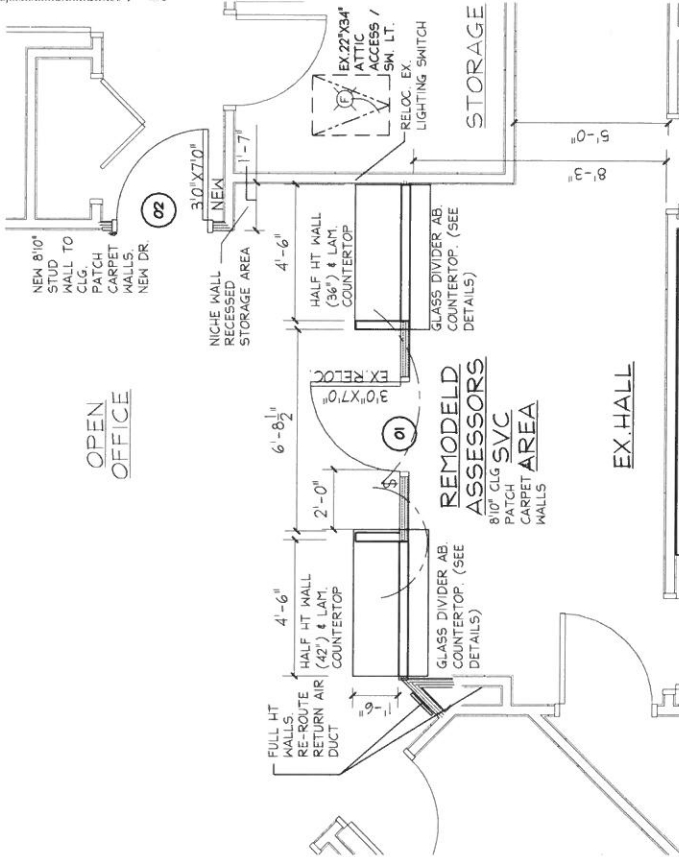 NEW 8'10"
STUD
WALL TO
CLG.
PATCH
CARPET
WALLS.
NEW DR.
02
3'0"X7'0"
NEW
1'-7"
EX.22"X34"
ATTIC
ACCESS /
SW. LT.
F
RELOC. EX.
LIGHTING SWITCH
STORAGE
5'-0"
8'-3"
OPEN
OFFICE
NICHE WALL
RECESSED
STORAGE AREA
4'-6"
HALF HT WALL
(36") & LAM.
COUNTERTOP
GLASS DIVIDER AB.
COUNTERTOP. (SEE
DETAILS)
6'-8½"
EX.RELOC.
3'0"X7'0"
01
2'-0"
$
REMODELD
ASSESSORS
SVC
AREA
8'10" CLG
PATCH
CARPET
WALLS
EX.HALL
4'-6"
HALF HT WALL
(42") & LAM.
COUNTERTOP
GLASS DIVIDER AB.
COUNTERTOP. (SEE
DETAILS)
1'-6"
FULL HT
WALLS.
RE-ROUTE
RETURN AIR
DUCT